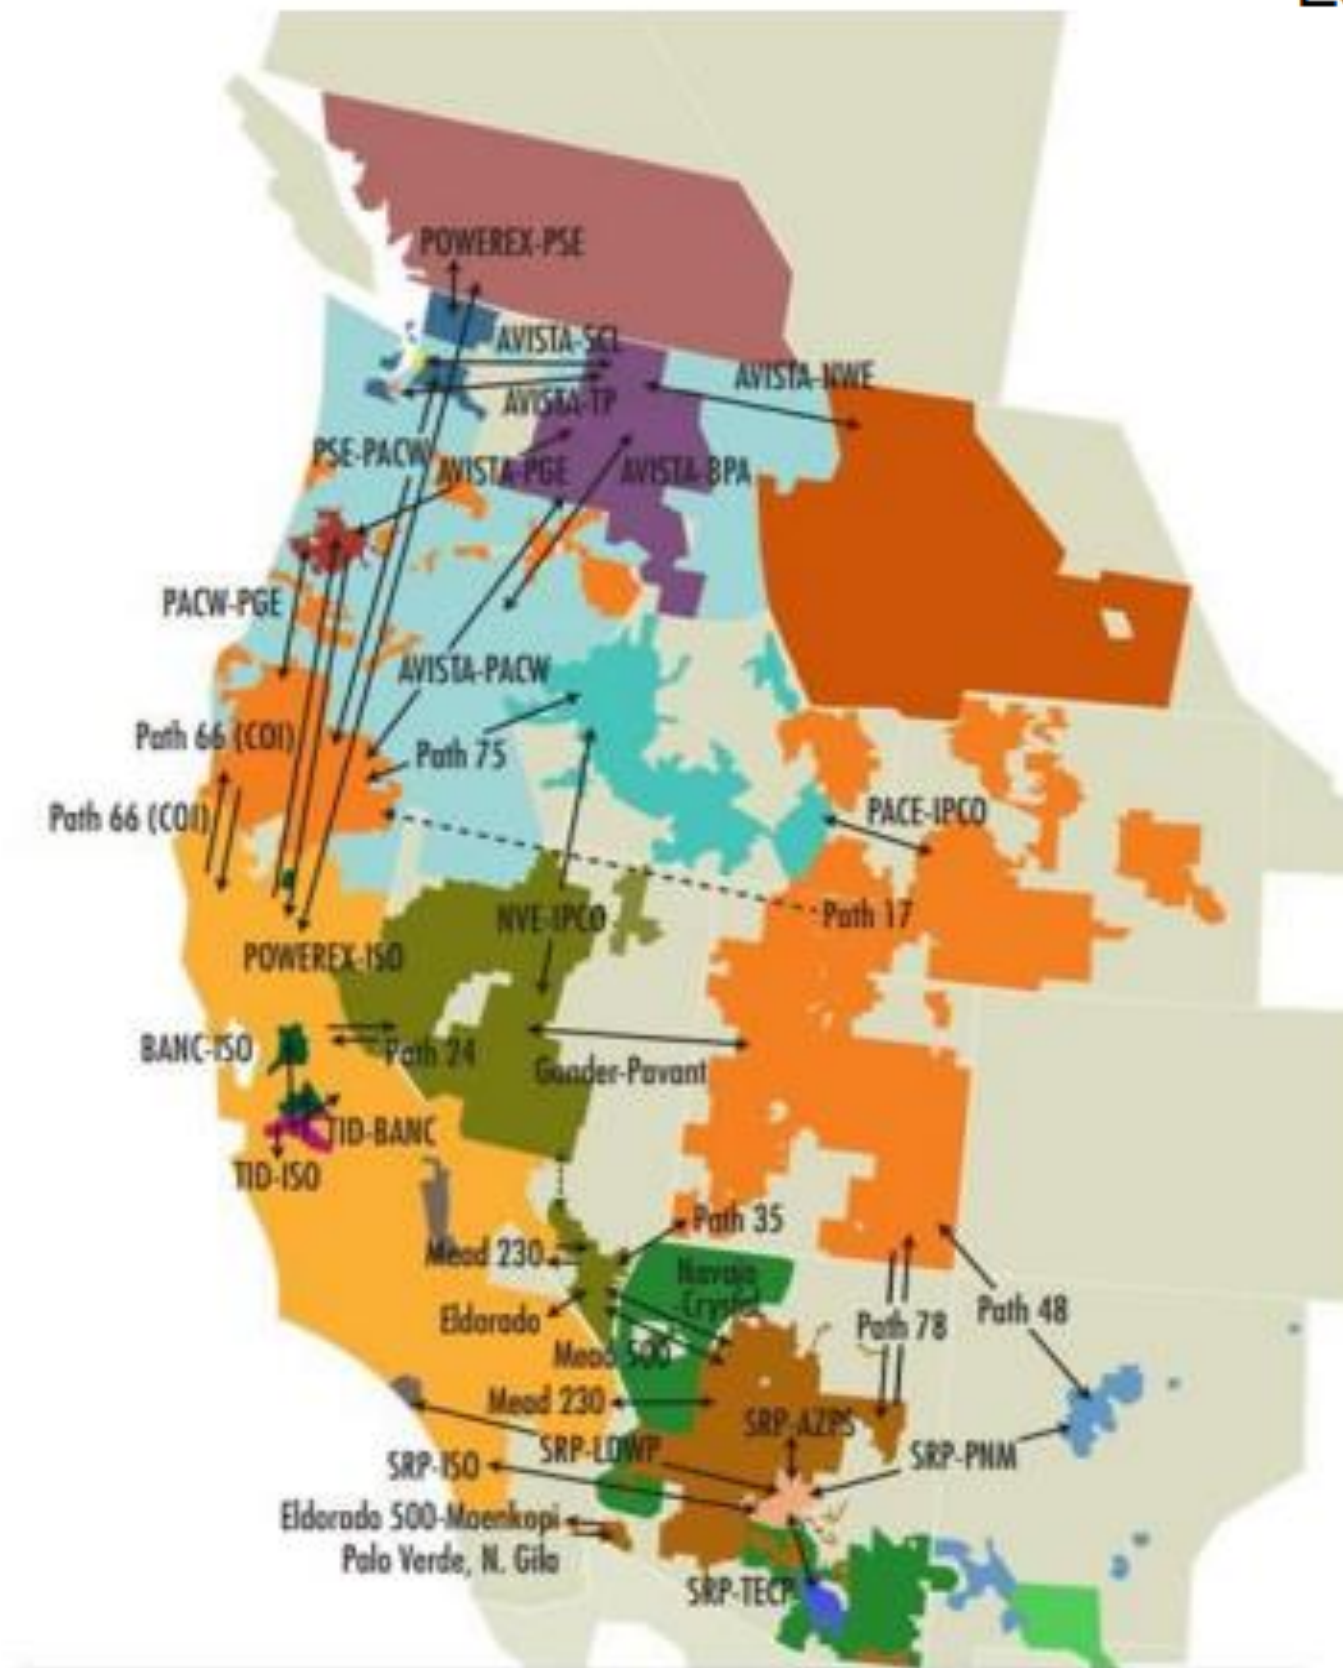 POWEREX-PSE
AVISTA-SCL
AVISTA-NWE
AVISTA-TP
PSE-PACW
AVISTA-PGE
AVISTA-BPA
PACW-PGE
AVISTA-PACW
Path 66 (COI)
Path 75
Path 66 (COI)
PACE-IPCO
NVE-IPCO
Path 17
POWEREX-ISO
BANC-ISO
Path 24
Gonder-Pavant
TID-BANC
TID-ISO
Path 35
Mead 230
Navajo
Crystal
Eldorado
Path 78
Path 48
Mead 500
Mead 230
SRP-AZPS
SRP-LDWP
SRP-PNM
SRP-ISO
Eldorado 500-Moenkopi
Palo Verde, N. Gila
SRP-TECP